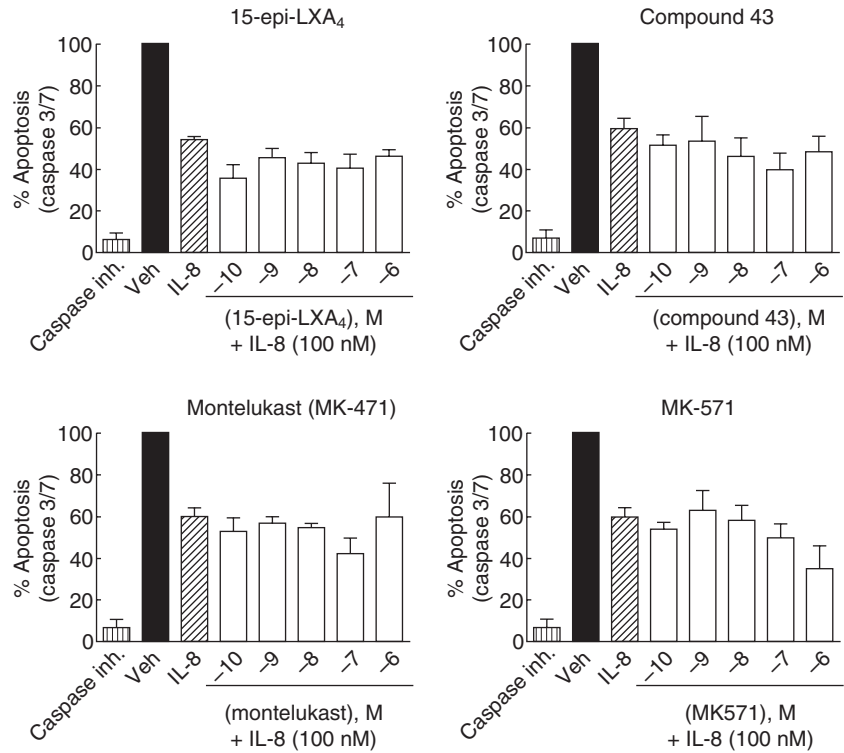 15-epi-LXA₄
% Apoptosis
(caspase 3/7)
100
80
60
40
20
0
Caspase inh.
Veh
IL-8
–10
–9
–8
–7
–6
(15-epi-LXA₄), M
+ IL-8 (100 nM)
Compound 43
% Apoptosis
(caspase 3/7)
100
80
60
40
20
0
Caspase inh.
Veh
IL-8
–10
–9
–8
–7
–6
(compound 43), M
+ IL-8 (100 nM)
Montelukast (MK-471)
% Apoptosis
(caspase 3/7)
100
80
60
40
20
0
Caspase inh.
Veh
IL-8
–10
–9
–8
–7
–6
(montelukast), M
+ IL-8 (100 nM)
MK-571
% Apoptosis
(caspase 3/7)
100
80
60
40
20
0
Caspase inh.
Veh
IL-8
–10
–9
–8
–7
–6
(MK571), M
+ IL-8 (100 nM)